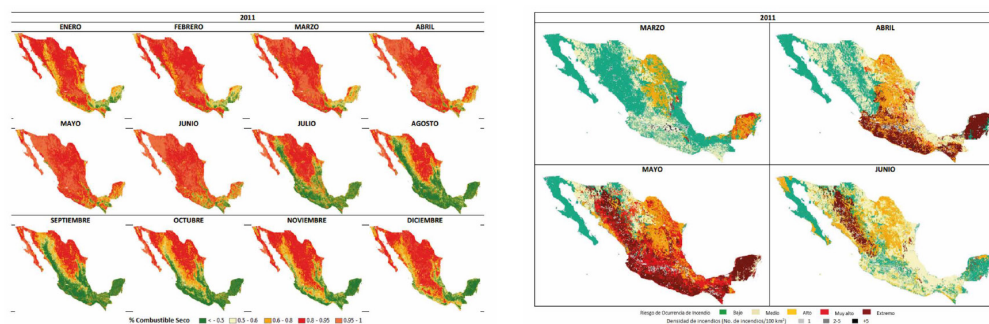 2011
ENERO FEBRERO MARZO ABRIL
MAYO JUNIO JULIO AGOSTO
SEPTIEMBRE OCTUBRE NOVIEMBRE DICIEMBRE
% Combustible Seco < - 0.5 0.5 - 0.6 0.6 - 0.8 0.8 - 0.95 0.95 - 1
2011
MARZO ABRIL
MAYO JUNIO
Riesgo de Ocurrencia de Incendio Bajo Medio Alto Muy alto Extremo
Densidad de incendios (No. de incendios/100 km²) 1 2-5 >5